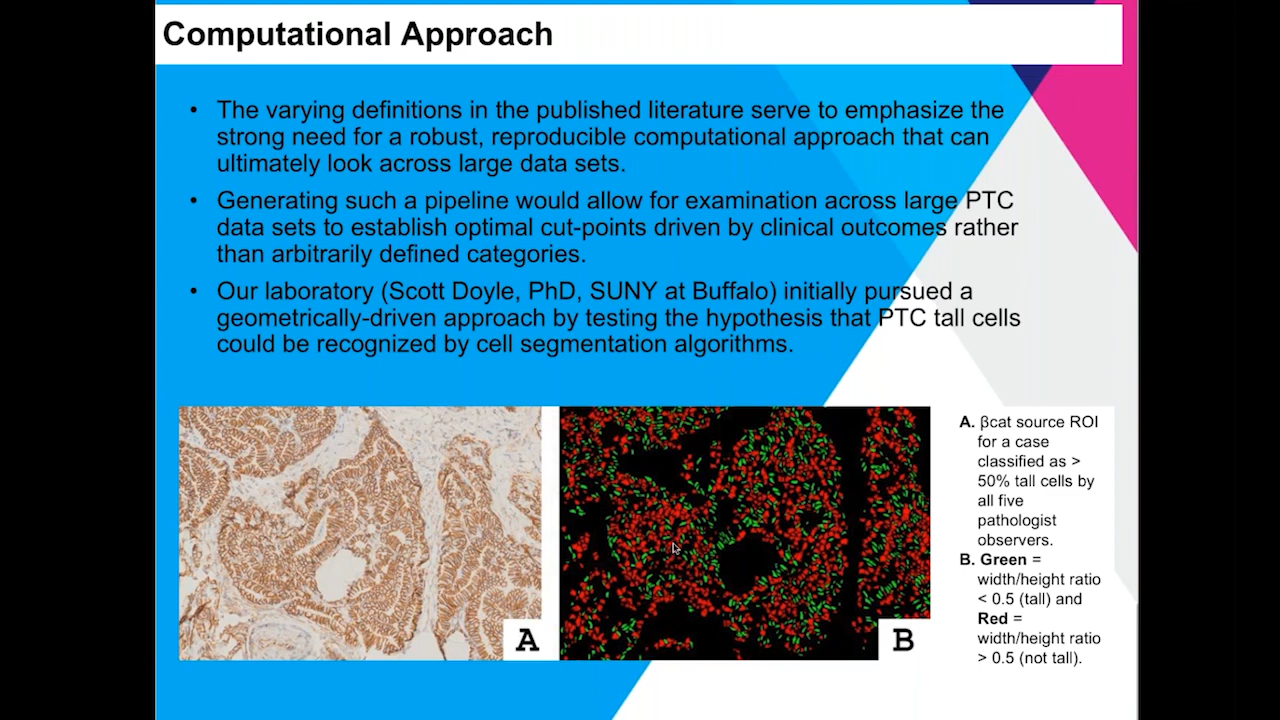 Computational Approach
• The varying definitions in the published literature serve to emphasize the
strong need for a robust, reproducible computational approach that can
ultimately look across large data sets.
• Generating such a pipeline would allow for examination across large PTC
data sets to establish optimal cut-points driven by clinical outcomes rather
than arbitrarily defined categories.
• Our laboratory (Scott Doyle, PhD, SUNY at Buffalo) initially pursued a
geometrically-driven approach by testing the hypothesis that PTC tall cells
could be recognized by cell segmentation algorithms.
A
B
A. βcat source ROI
for a case
classified as >
50% tall cells by
all five
pathologist
observers.
B. Green =
width/height ratio
< 0.5 (tall) and
Red =
width/height ratio
> 0.5 (not tall).